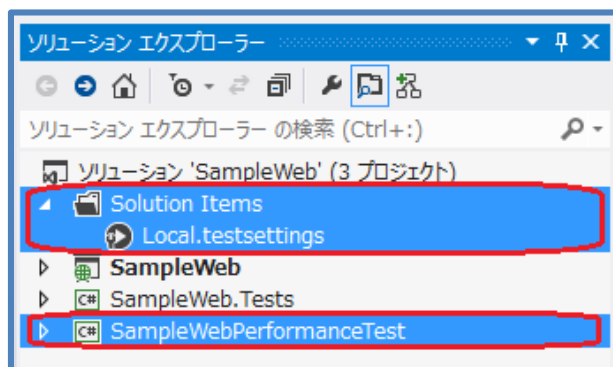 ソリューション エクスプローラー
ソリューション エクスプローラー の検索 (Ctrl+:)
ソリューション 'SampleWeb' (3 プロジェクト)
Solution Items
Local.testsettings
SampleWeb
C# SampleWeb.Tests
C# SampleWebPerformanceTest